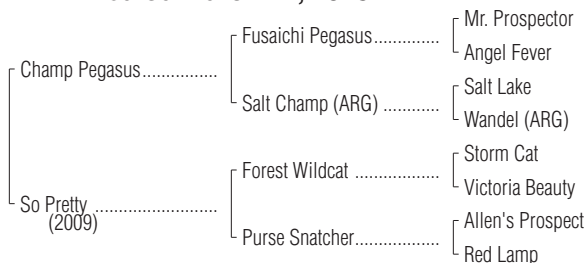 Champ Pegasus................
Fusaichi Pegasus..............
Mr. Prospector
Angel Fever
Salt Champ (ARG) ............
Salt Lake
Wandel (ARG)
So Pretty ..........................
(2009)
Forest Wildcat ..................
Storm Cat
Victoria Beauty
Purse Snatcher..................
Allen's Prospect
Red Lamp